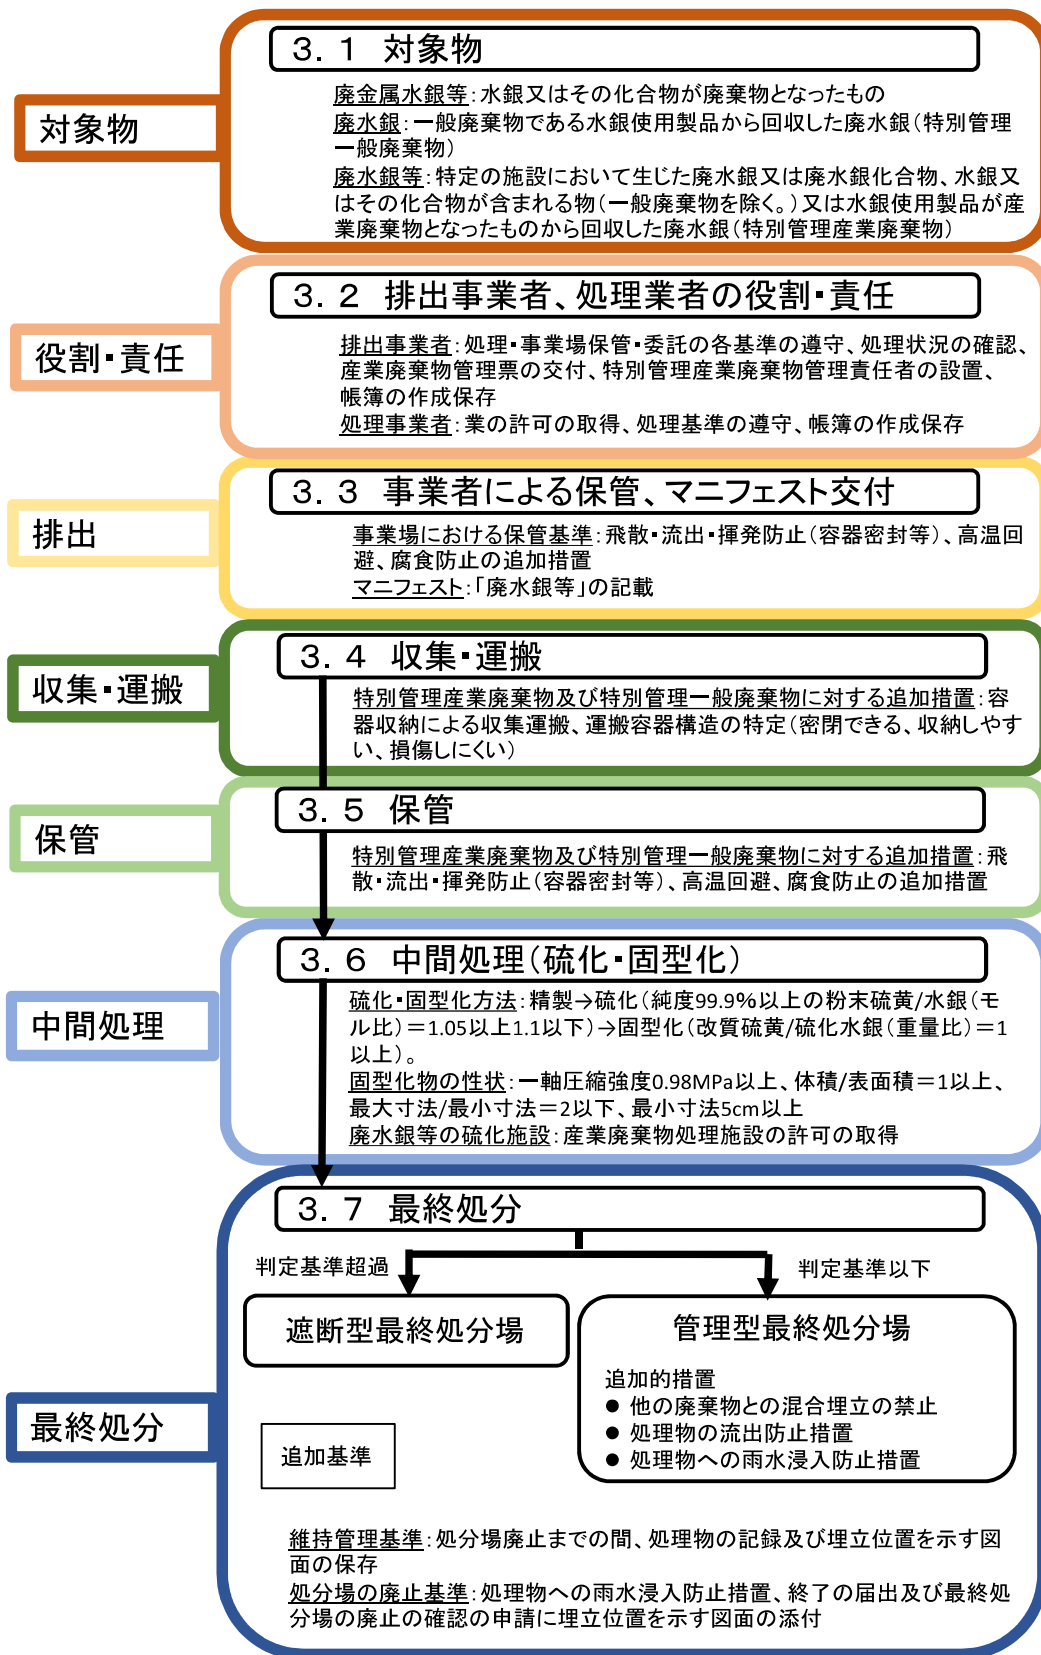 対象物
3.1 対象物
廃金属水銀等：水銀又はその化合物が廃棄物となったもの
廃水銀：一般廃棄物である水銀使用製品から回収した廃水銀（特別管理
一般廃棄物）
廃水銀等：特定の施設において生じた廃水銀又は廃水銀化合物、水銀又
はその化合物が含まれる物（一般廃棄物を除く。）又は水銀使用製品が産
業廃棄物となったものから回収した廃水銀（特別管理産業廃棄物）
役割・責任
3.2 排出事業者、処理業者の役割・責任
排出事業者：処理・事業場保管・委託の各基準の遵守、処理状況の確認、
産業廃棄物管理票の交付、特別管理産業廃棄物管理責任者の設置、
帳簿の作成保存
処理事業者：業の許可の取得、処理基準の遵守、帳簿の作成保存
排出
3.3 事業者による保管、マニフェスト交付
事業場における保管基準：飛散・流出・揮発防止（容器密封等）、高温回
避、腐食防止の追加措置
マニフェスト：「廃水銀等」の記載
収集・運搬
3.4 収集・運搬
特別管理産業廃棄物及び特別管理一般廃棄物に対する追加措置：容
器収納による収集運搬、運搬容器構造の特定（密閉できる、収納しやす
い、損傷しにくい）
保管
3.5 保管
特別管理産業廃棄物及び特別管理一般廃棄物に対する追加措置：飛
散・流出・揮発防止（容器密封等）、高温回避、腐食防止の追加措置
中間処理
3.6 中間処理（硫化・固型化）
硫化・固型化方法：精製→硫化（純度99.9%以上の粉末硫黄/水銀（モ
ル比）＝1.05以上1.1以下）→固型化（改質硫黄/硫化水銀（重量比）＝1
以上）。
固型化物の性状：一軸圧縮強度0.98MPa以上、体積/表面積＝1以上、
最大寸法/最小寸法＝2以下、最小寸法5cm以上
廃水銀等の硫化施設：産業廃棄物処理施設の許可の取得
最終処分
3.7 最終処分
判定基準超過
判定基準以下
遮断型最終処分場
管理型最終処分場
追加的措置
● 他の廃棄物との混合埋立の禁止
● 処理物の流出防止措置
● 処理物への雨水浸入防止措置
追加基準
維持管理基準：処分場廃止までの間、処理物の記録及び埋立位置を示す図
面の保存
処分場の廃止基準：処理物への雨水浸入防止措置、終了の届出及び最終処
分場の廃止の確認の申請に埋立位置を示す図面の添付